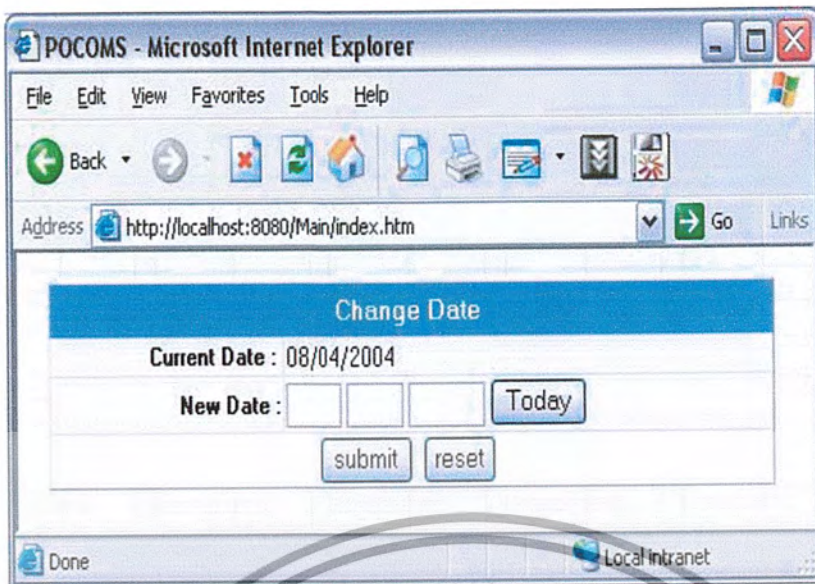 POCOMS - Microsoft Internet Explorer
File Edit View Favorites Tools Help
Back
Address http://localhost:8080/Main/index.htm Go Links
Change Date
Current Date : 08/04/2004
New Date : Today
submit reset
Done Local intranet